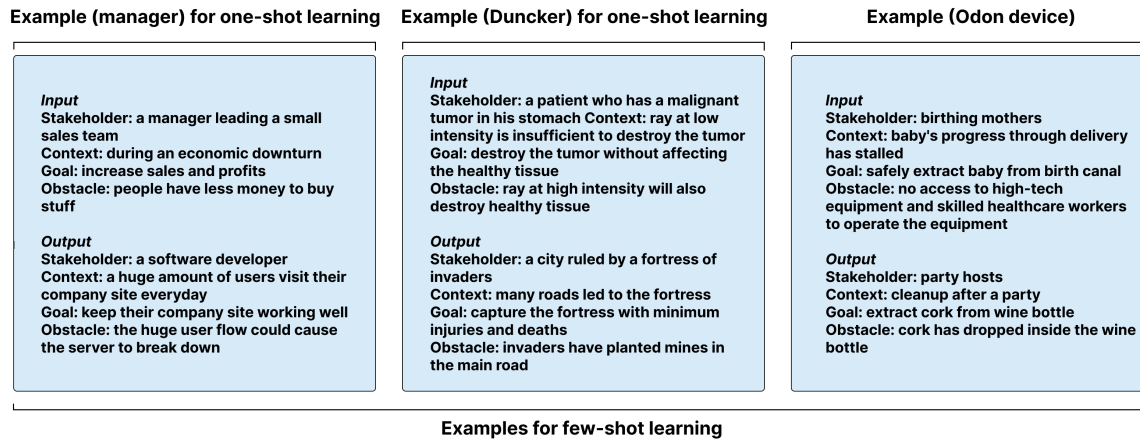 Example (manager) for one-shot learning
Example (Duncker) for one-shot learning
Example (Odon device)
Input
Stakeholder: a manager leading a small
sales team
Context: during an economic downturn
Goal: increase sales and profits
Obstacle: people have less money to buy
stuff
Output
Stakeholder: a software developer
Context: a huge amount of users visit their
company site everyday
Goal: keep their company site working well
Obstacle: the huge user flow could cause
the server to break down
Input
Stakeholder: a patient who has a malignant
tumor in his stomach Context: ray at low
intensity is insufficient to destroy the tumor
Goal: destroy the tumor without affecting
the healthy tissue
Obstacle: ray at high intensity will also
destroy healthy tissue
Output
Stakeholder: a city ruled by a fortress of
invaders
Context: many roads led to the fortress
Goal: capture the fortress with minimum
injuries and deaths
Obstacle: invaders have planted mines in
the main road
Input
Stakeholder: birthing mothers
Context: baby's progress through delivery
has stalled
Goal: safely extract baby from birth canal
Obstacle: no access to high-tech
equipment and skilled healthcare workers
to operate the equipment
Output
Stakeholder: party hosts
Context: cleanup after a party
Goal: extract cork from wine bottle
Obstacle: cork has dropped inside the wine
bottle
Examples for few-shot learning